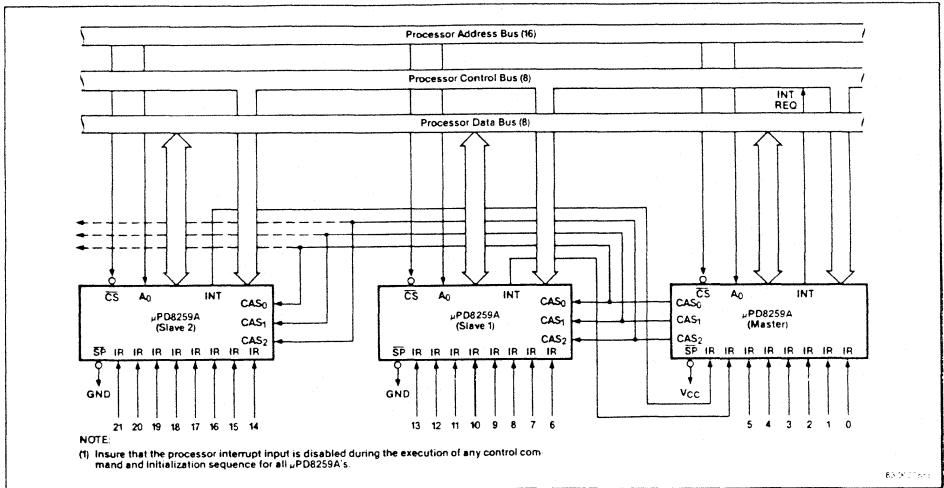 Processor Address Bus (16)
Processor Control Bus (8)
INT
REQ
Processor Data Bus (8)
CS A0 INT CAS0
μPD8259A
(Slave 2)
CAS1
CAS2
SP IR IR IR IR IR IR IR IR
GND
21 20 19 18 17 16 15 14
CS A0 INT CAS0
μPD8259A
(Slave 1)
CAS1
CAS2
SP IR IR IR IR IR IR IR IR
GND
13 12 11 10 9 8 7 6
CAS0 CS A0 INT
CAS1
μPD8259A
(Master)
CAS2
SP IR IR IR IR IR IR IR IR
VCC
5 4 3 2 1 0
NOTE:
(1) Insure that the processor interrupt input is disabled during the execution of any control com-
mand and initialization sequence for all μPD8259A's.